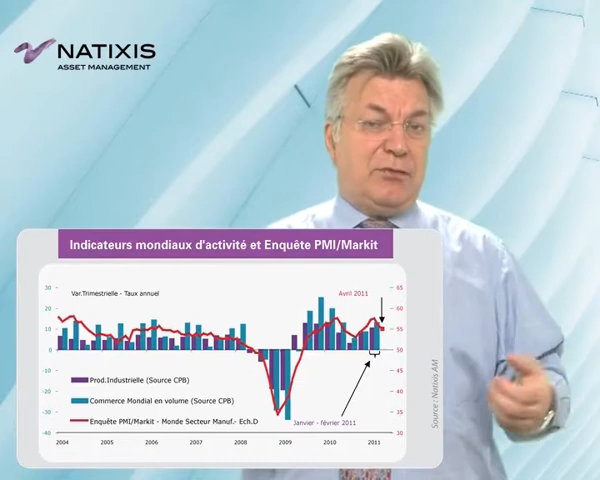 NATIXIS
ASSET MANAGEMENT
Indicateurs mondiaux d'activité et Enquête PMI/Markit
30
20
10
0
-10
-20
-30
-40
Var.Trimestrielle - Taux annuel
Avril 2011
65
60
55
50
45
40
35
30
Prod.Industrielle (Source CPB)
Commerce Mondial en volume (Source CPB)
Enquête PMI/Markit - Monde Secteur Manuf.- Ech.D
Janvier - février 2011
2004 2005 2006 2007 2008 2009 2010 2011
Source : Natixis AM